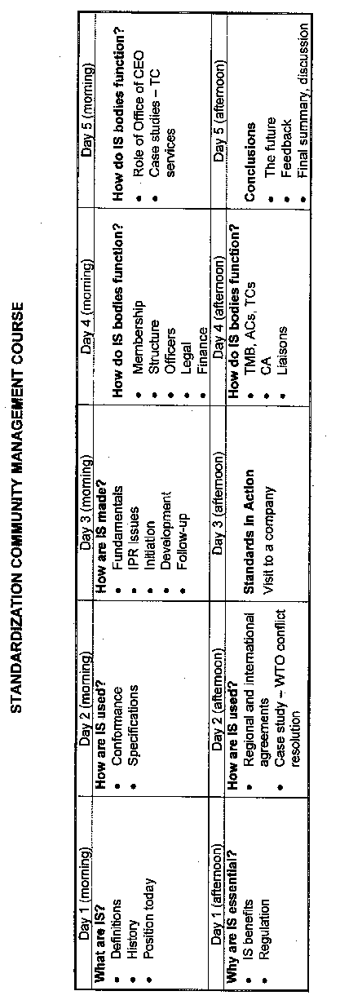 STANDARDIZATION COMMUNITY MANAGEMENT COURSE
Day 1 (morning)
What are IS?
• Definitions
• History
• Position today
Day 2 (morning)
How are IS used?
• Conformance
• Specifications
Day 3 (morning)
How are IS made?
• Fundamentals
• IPR Issues
• Initiation
• Development
• Follow-up
Day 4 (morning)
How do IS bodies function?
• Membership
• Structure
• Officers
• Legal
• Finance
Day 5 (morning)
How do IS bodies function?
• Role of Office of CEO
• Case studies – TC
services
Day 1 (afternoon)
Why are IS essential?
• IS benefits
• Regulation
Day 2 (afternoon)
How are IS used?
• Regional and international
agreements
• Case study – WTO conflict
resolution
Day 3 (afternoon)
Standards in Action
Visit to a company
Day 4 (afternoon)
How do IS bodies function?
• TMB, ACs, TCs
• CA
• Liaisons
Day 5 (afternoon)
Conclusions
• The future
• Feedback
• Final summary, discussion